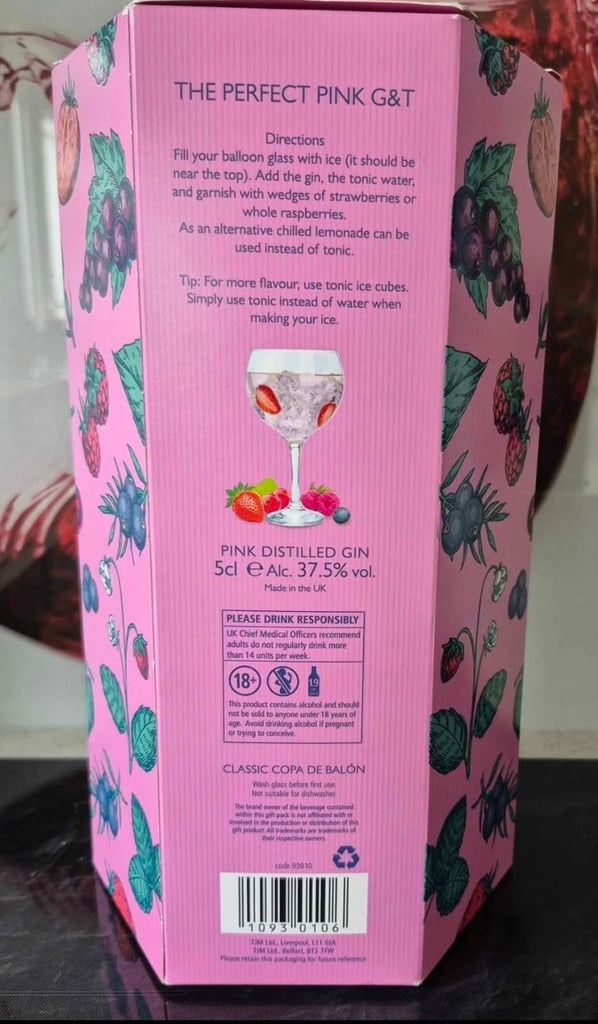 THE PERFECT PINK G&T
Directions
Fill your balloon glass with ice (it should be
near the top). Add the gin, the tonic water,
and garnish with wedges of strawberries or
whole raspberries.
As an alternative chilled lemonade can be
used instead of tonic.
Tip: For more flavour, use tonic ice cubes.
Simply use tonic instead of water when
making your ice.
PINK DISTILLED GIN
5cl e Alc. 37.5% vol.
Made in the UK
PLEASE DRINK RESPONSIBLY
UK Chief Medical Officers recommend
adults do not regularly drink more
than 14 units per week.
18+ 1.9
This product contains alcohol and should
not be sold to anyone under 18 years of
age. Avoid drinking alcohol if pregnant
or trying to conceive.
CLASSIC COPA DE BALÓN
Wash glass before first use.
Not suitable for dishwasher.
The brand owner of the beverage contained
within this gift pack is not affiliated with or
involved in the production or distribution of this
gift product. All trademarks are trademarks of
their respective owners.
code 93010
1093 0106
TJM Ltd., Liverpool, L11 0JA
TJM Ltd., Belfast, BT2 7FW
Please retain this packaging for future reference